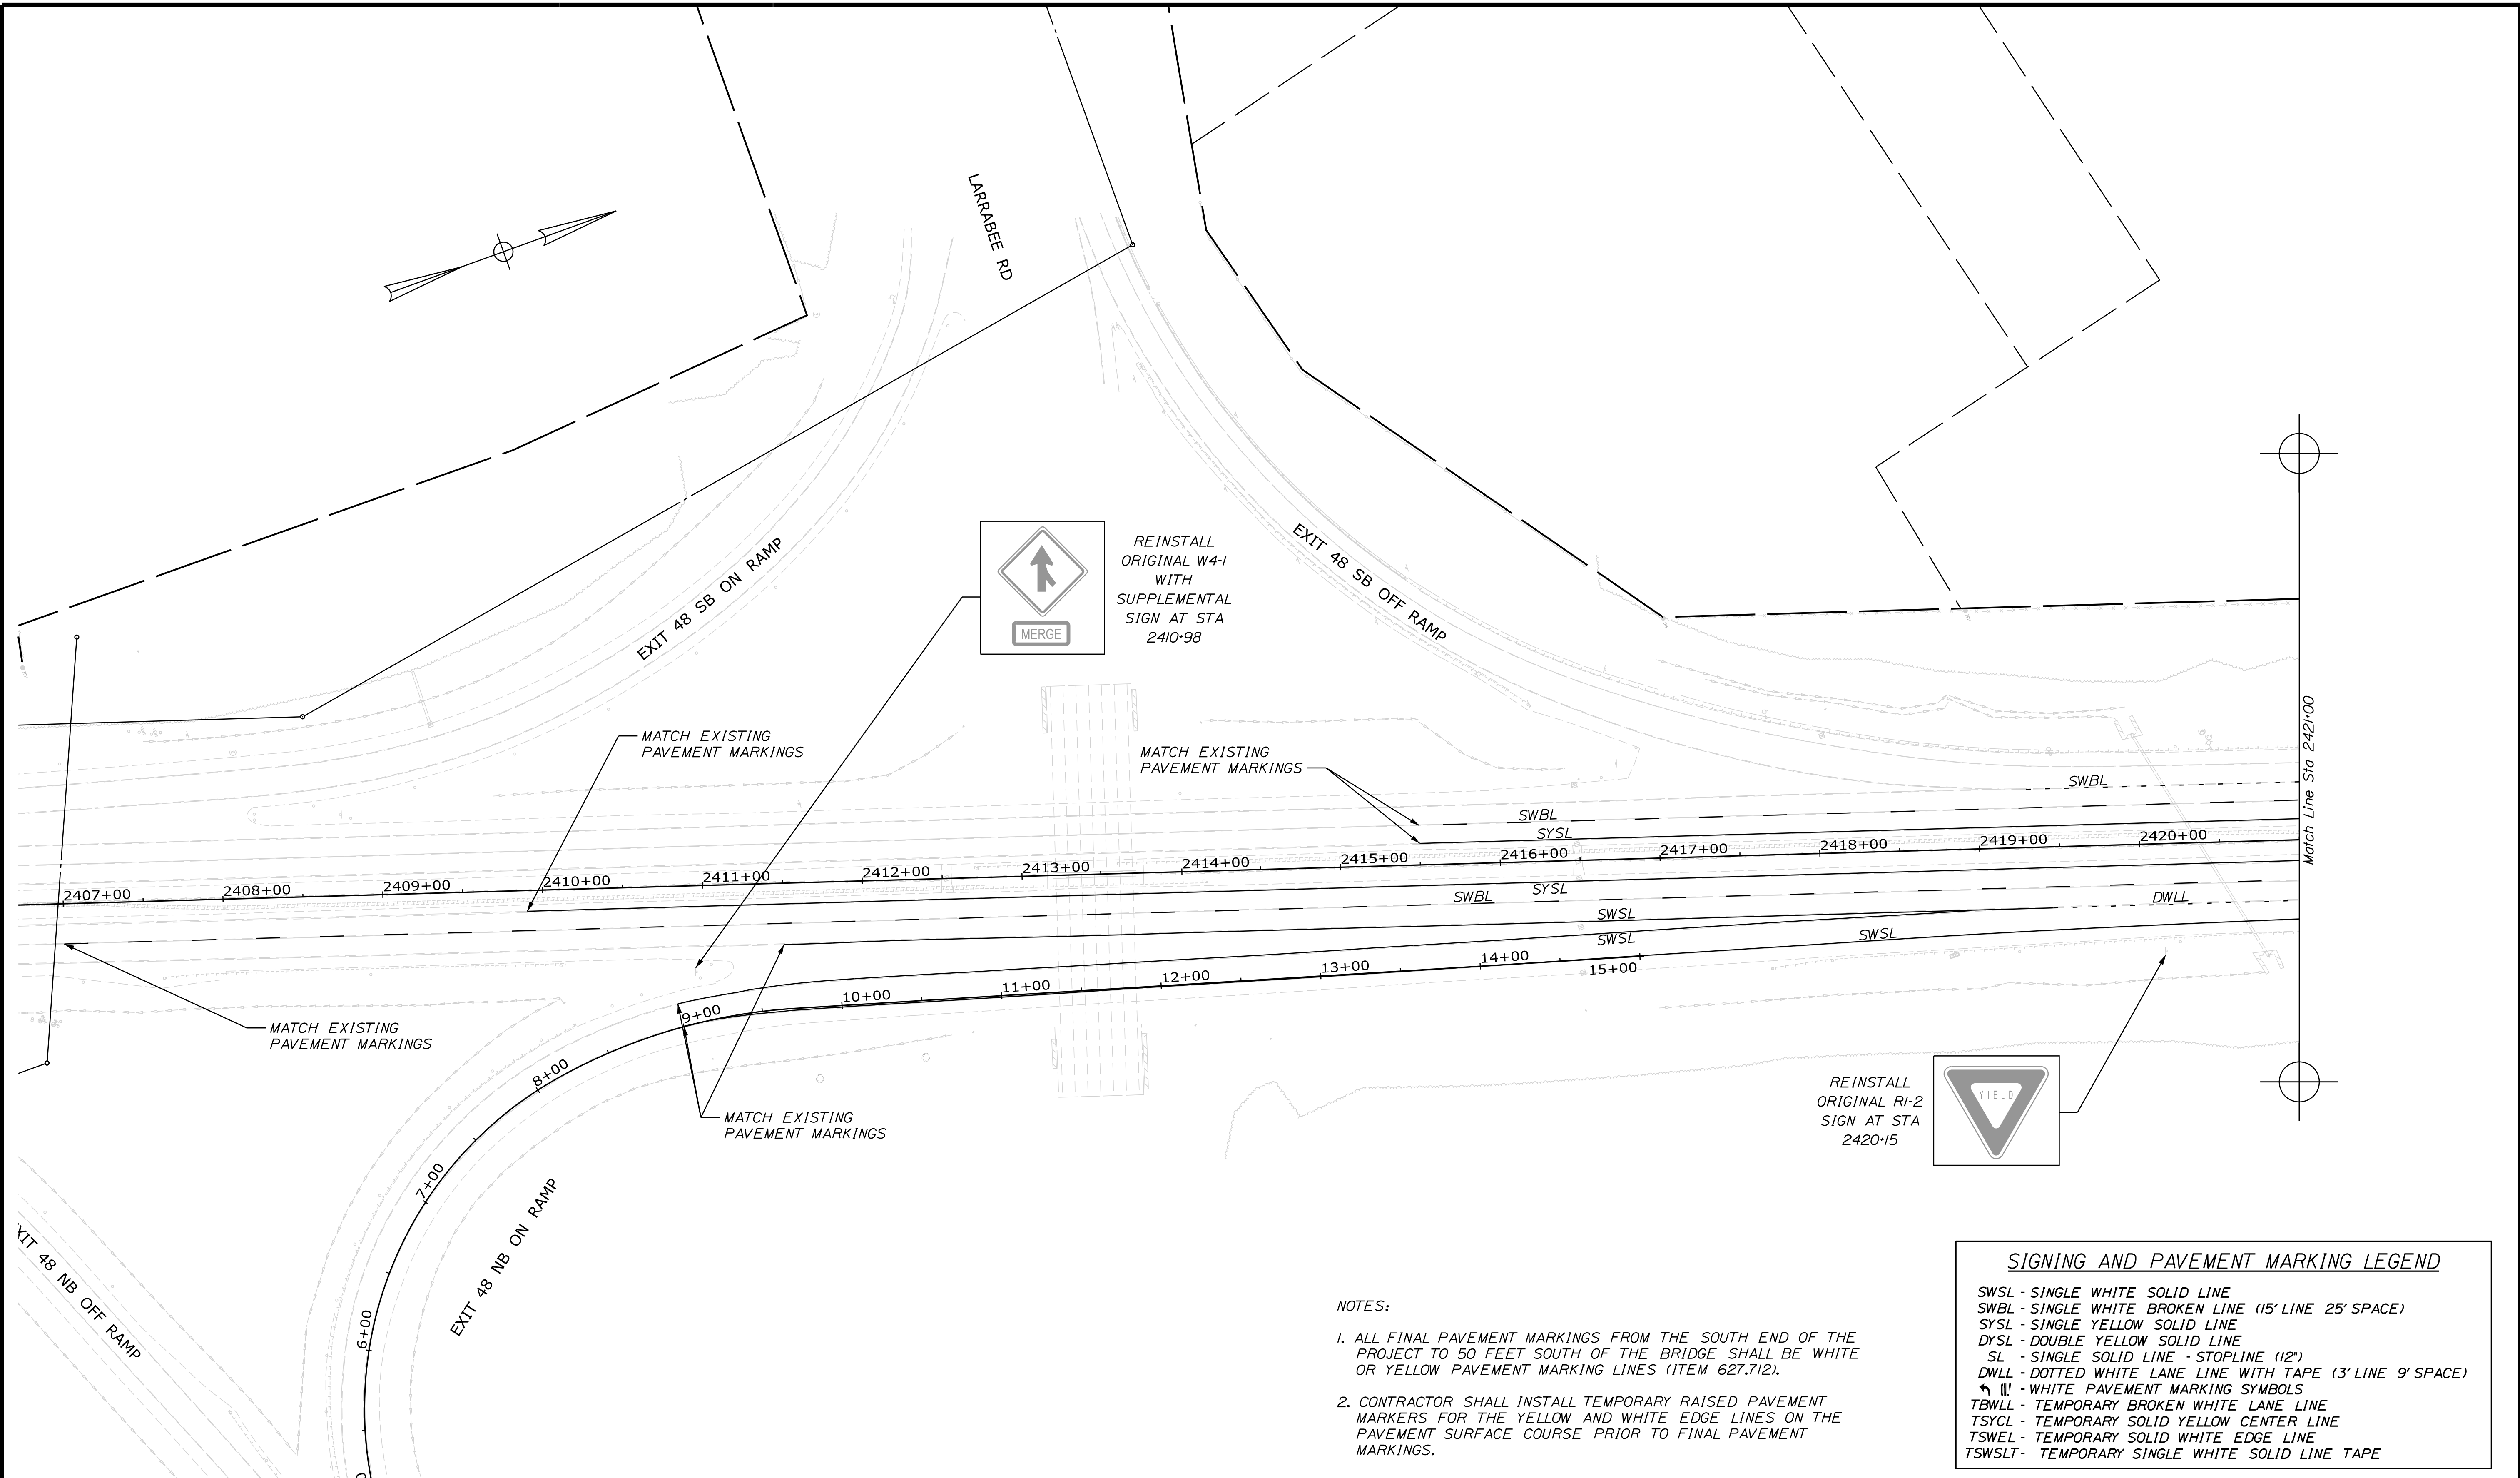 LARRABEE RD
EXIT 48 SB ON RAMP
EXIT 48 SB OFF RAMP
MERGE
REINSTALL
ORIGINAL W4-1
WITH
SUPPLEMENTAL
SIGN AT STA
2410+98
MATCH EXISTING
PAVEMENT MARKINGS
MATCH EXISTING
PAVEMENT MARKINGS
Match Line Sta 2421+00
SWBL
SWBL
SYSL
2407+00
2408+00
2409+00
2410+00
2411+00
2412+00
2413+00
2414+00
2415+00
2416+00
2417+00
2418+00
2419+00
2420+00
SWBL
SYSL
DWLL
SWSL
SWSL
SWSL
6+00
7+00
8+00
9+00
10+00
11+00
12+00
13+00
14+00
15+00
MATCH EXISTING
PAVEMENT MARKINGS
MATCH EXISTING
PAVEMENT MARKINGS
REINSTALL
ORIGINAL R1-2
SIGN AT STA
2420+15
YIELD
EXIT 48 NB ON RAMP
XIT 48 NB OFF RAMP
NOTES:
1. ALL FINAL PAVEMENT MARKINGS FROM THE SOUTH END OF THE
PROJECT TO 50 FEET SOUTH OF THE BRIDGE SHALL BE WHITE
OR YELLOW PAVEMENT MARKING LINES (ITEM 627.712).
2. CONTRACTOR SHALL INSTALL TEMPORARY RAISED PAVEMENT
MARKERS FOR THE YELLOW AND WHITE EDGE LINES ON THE
PAVEMENT SURFACE COURSE PRIOR TO FINAL PAVEMENT
MARKINGS.
SIGNING AND PAVEMENT MARKING LEGEND
SWSL - SINGLE WHITE SOLID LINE
SWBL - SINGLE WHITE BROKEN LINE (15' LINE 25' SPACE)
SYSL - SINGLE YELLOW SOLID LINE
DYSL - DOUBLE YELLOW SOLID LINE
SL - SINGLE SOLID LINE - STOPLINE (12")
DWLL - DOTTED WHITE LANE LINE WITH TAPE (3' LINE 9' SPACE)
ONLY - WHITE PAVEMENT MARKING SYMBOLS
TBWLL - TEMPORARY BROKEN WHITE LANE LINE
TSYCL - TEMPORARY SOLID YELLOW CENTER LINE
TSWEL - TEMPORARY SOLID WHITE EDGE LINE
TSWSLT- TEMPORARY SINGLE WHITE SOLID LINE TAPE